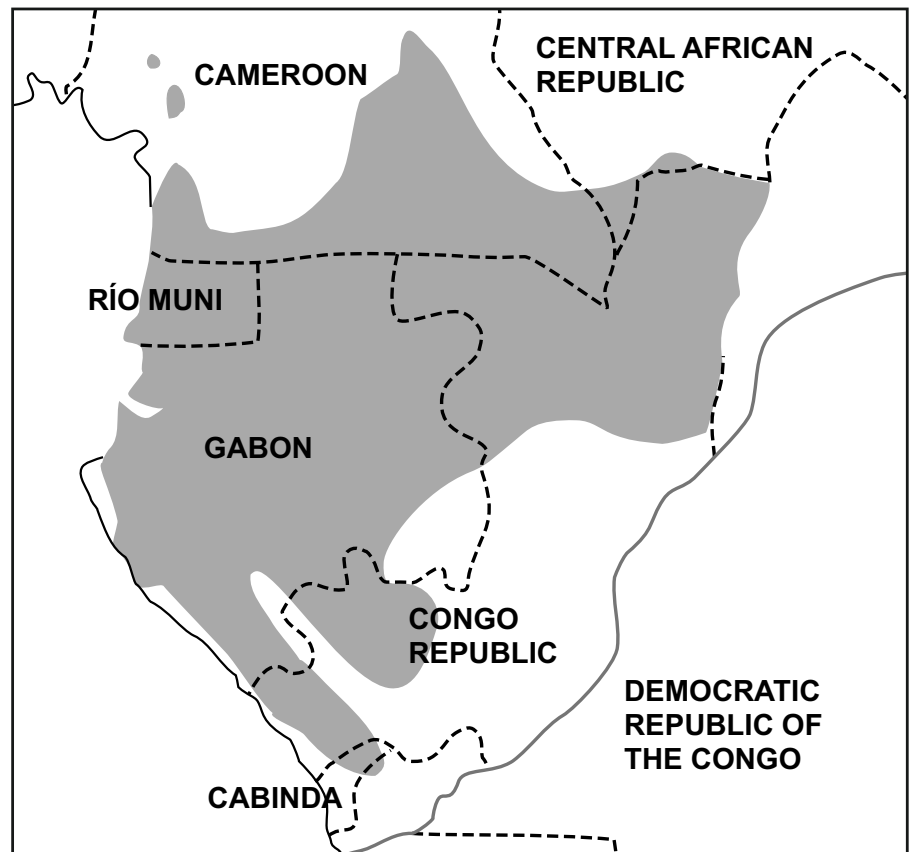 CAMEROON
CENTRAL AFRICAN
REPUBLIC
RÍO MUNI
GABON
CONGO
REPUBLIC
DEMOCRATIC
REPUBLIC OF
THE CONGO
CABINDA